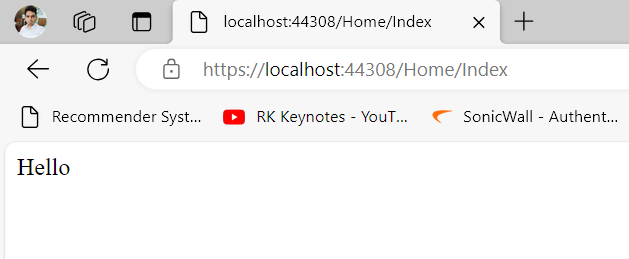 localhost:44308/Home/Index
https://localhost:44308/Home/Index
Recommender Syst... RK Keynotes - YouT... SonicWall - Authent...
Hello